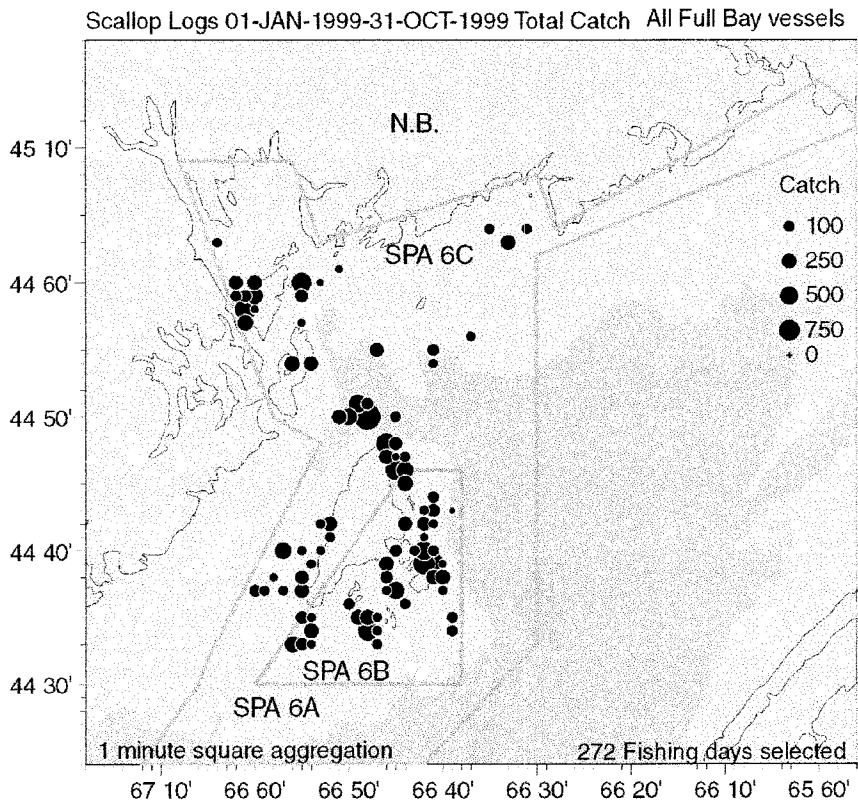 Scallop Logs 01-JAN-1999-31-OCT-1999 Total Catch All Full Bay vessels
N.B.
45 10'
Catch
100
SPA 6C
250
44 60'
500
750
0
44 50'
44 40'
SPA 6B
44 30'
SPA 6A
1 minute square aggregation
272 Fishing days selected
67 10' 66 60' 66 50' 66 40' 66 30' 66 20' 66 10' 65 60'